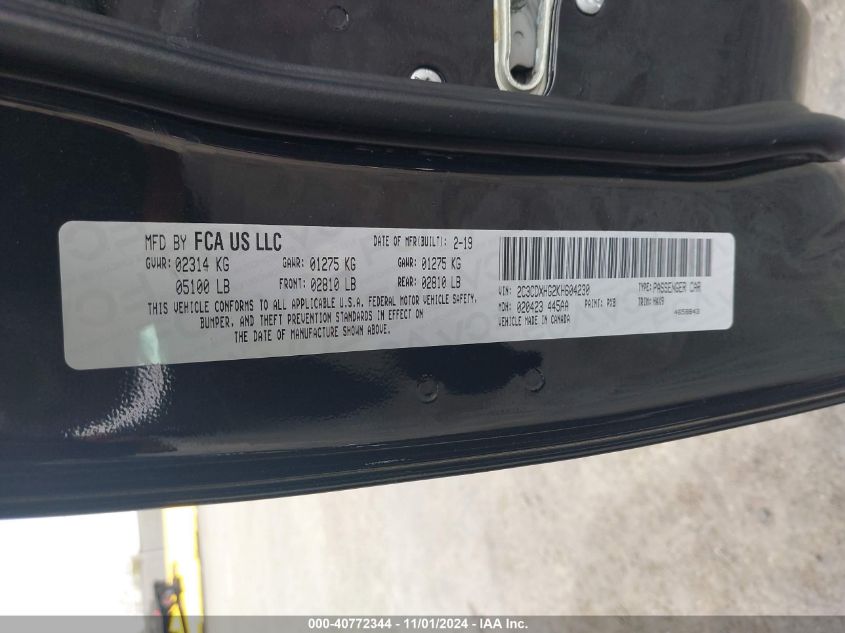 MFD BY FCA US LLC DATE OF MFR(BUILT): 2-19
GVWR: 02314 KG GAWR: 01275 KG GAWR: 01275 KG
05100 LB FRONT: 02810 LB REAR: 02810 LB
THIS VEHICLE CONFORMS TO ALL APPLICABLE U.S.A. FEDERAL MOTOR VEHICLE SAFETY,
BUMPER, AND THEFT PREVENTION STANDARDS IN EFFECT ON
THE DATE OF MANUFACTURE SHOWN ABOVE.
VIN: 2C3CDXHG2KH604230 TYPE: PASSENGER CAR
MDH: 020423 445AA PAINT: PX8 TRIM: HAX9
VEHICLE MADE IN CANADA
000-40772344 - 11/01/2024 - IAA Inc.